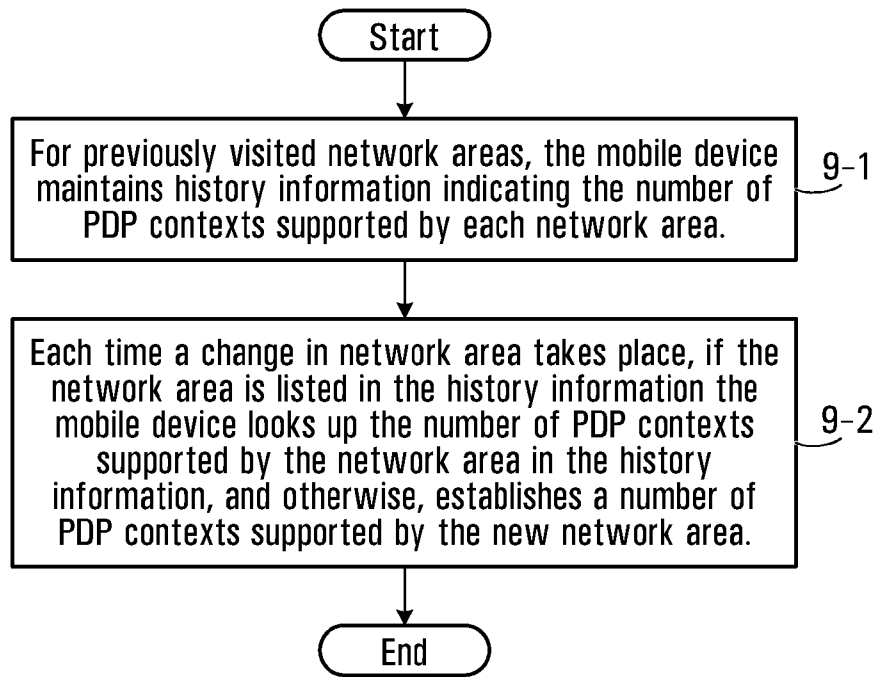 Start
For previously visited network areas, the mobile device
maintains history information indicating the number of
PDP contexts supported by each network area.
9-1
Each time a change in network area takes place, if the
network area is listed in the history information the
mobile device looks up the number of PDP contexts
supported by the network area in the history
information, and otherwise, establishes a number of
PDP contexts supported by the new network area.
9-2
End